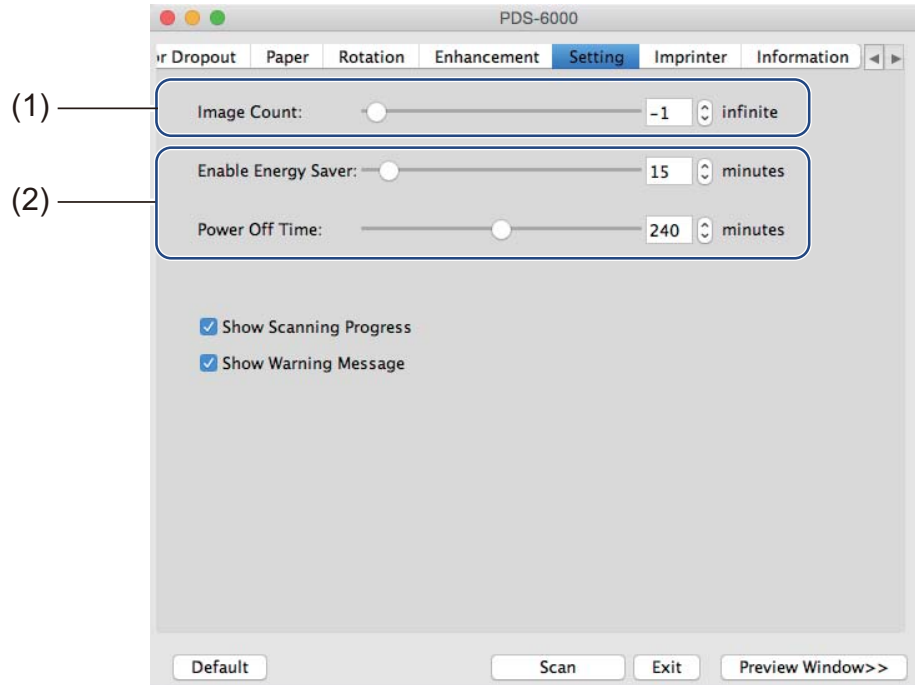 PDS-6000
r Dropout Paper Rotation Enhancement Setting Imprinter Information
(1)
Image Count: -1 infinite
(2)
Enable Energy Saver: 15 minutes
Power Off Time: 240 minutes
Show Scanning Progress
Show Warning Message
Default Scan Exit Preview Window>>